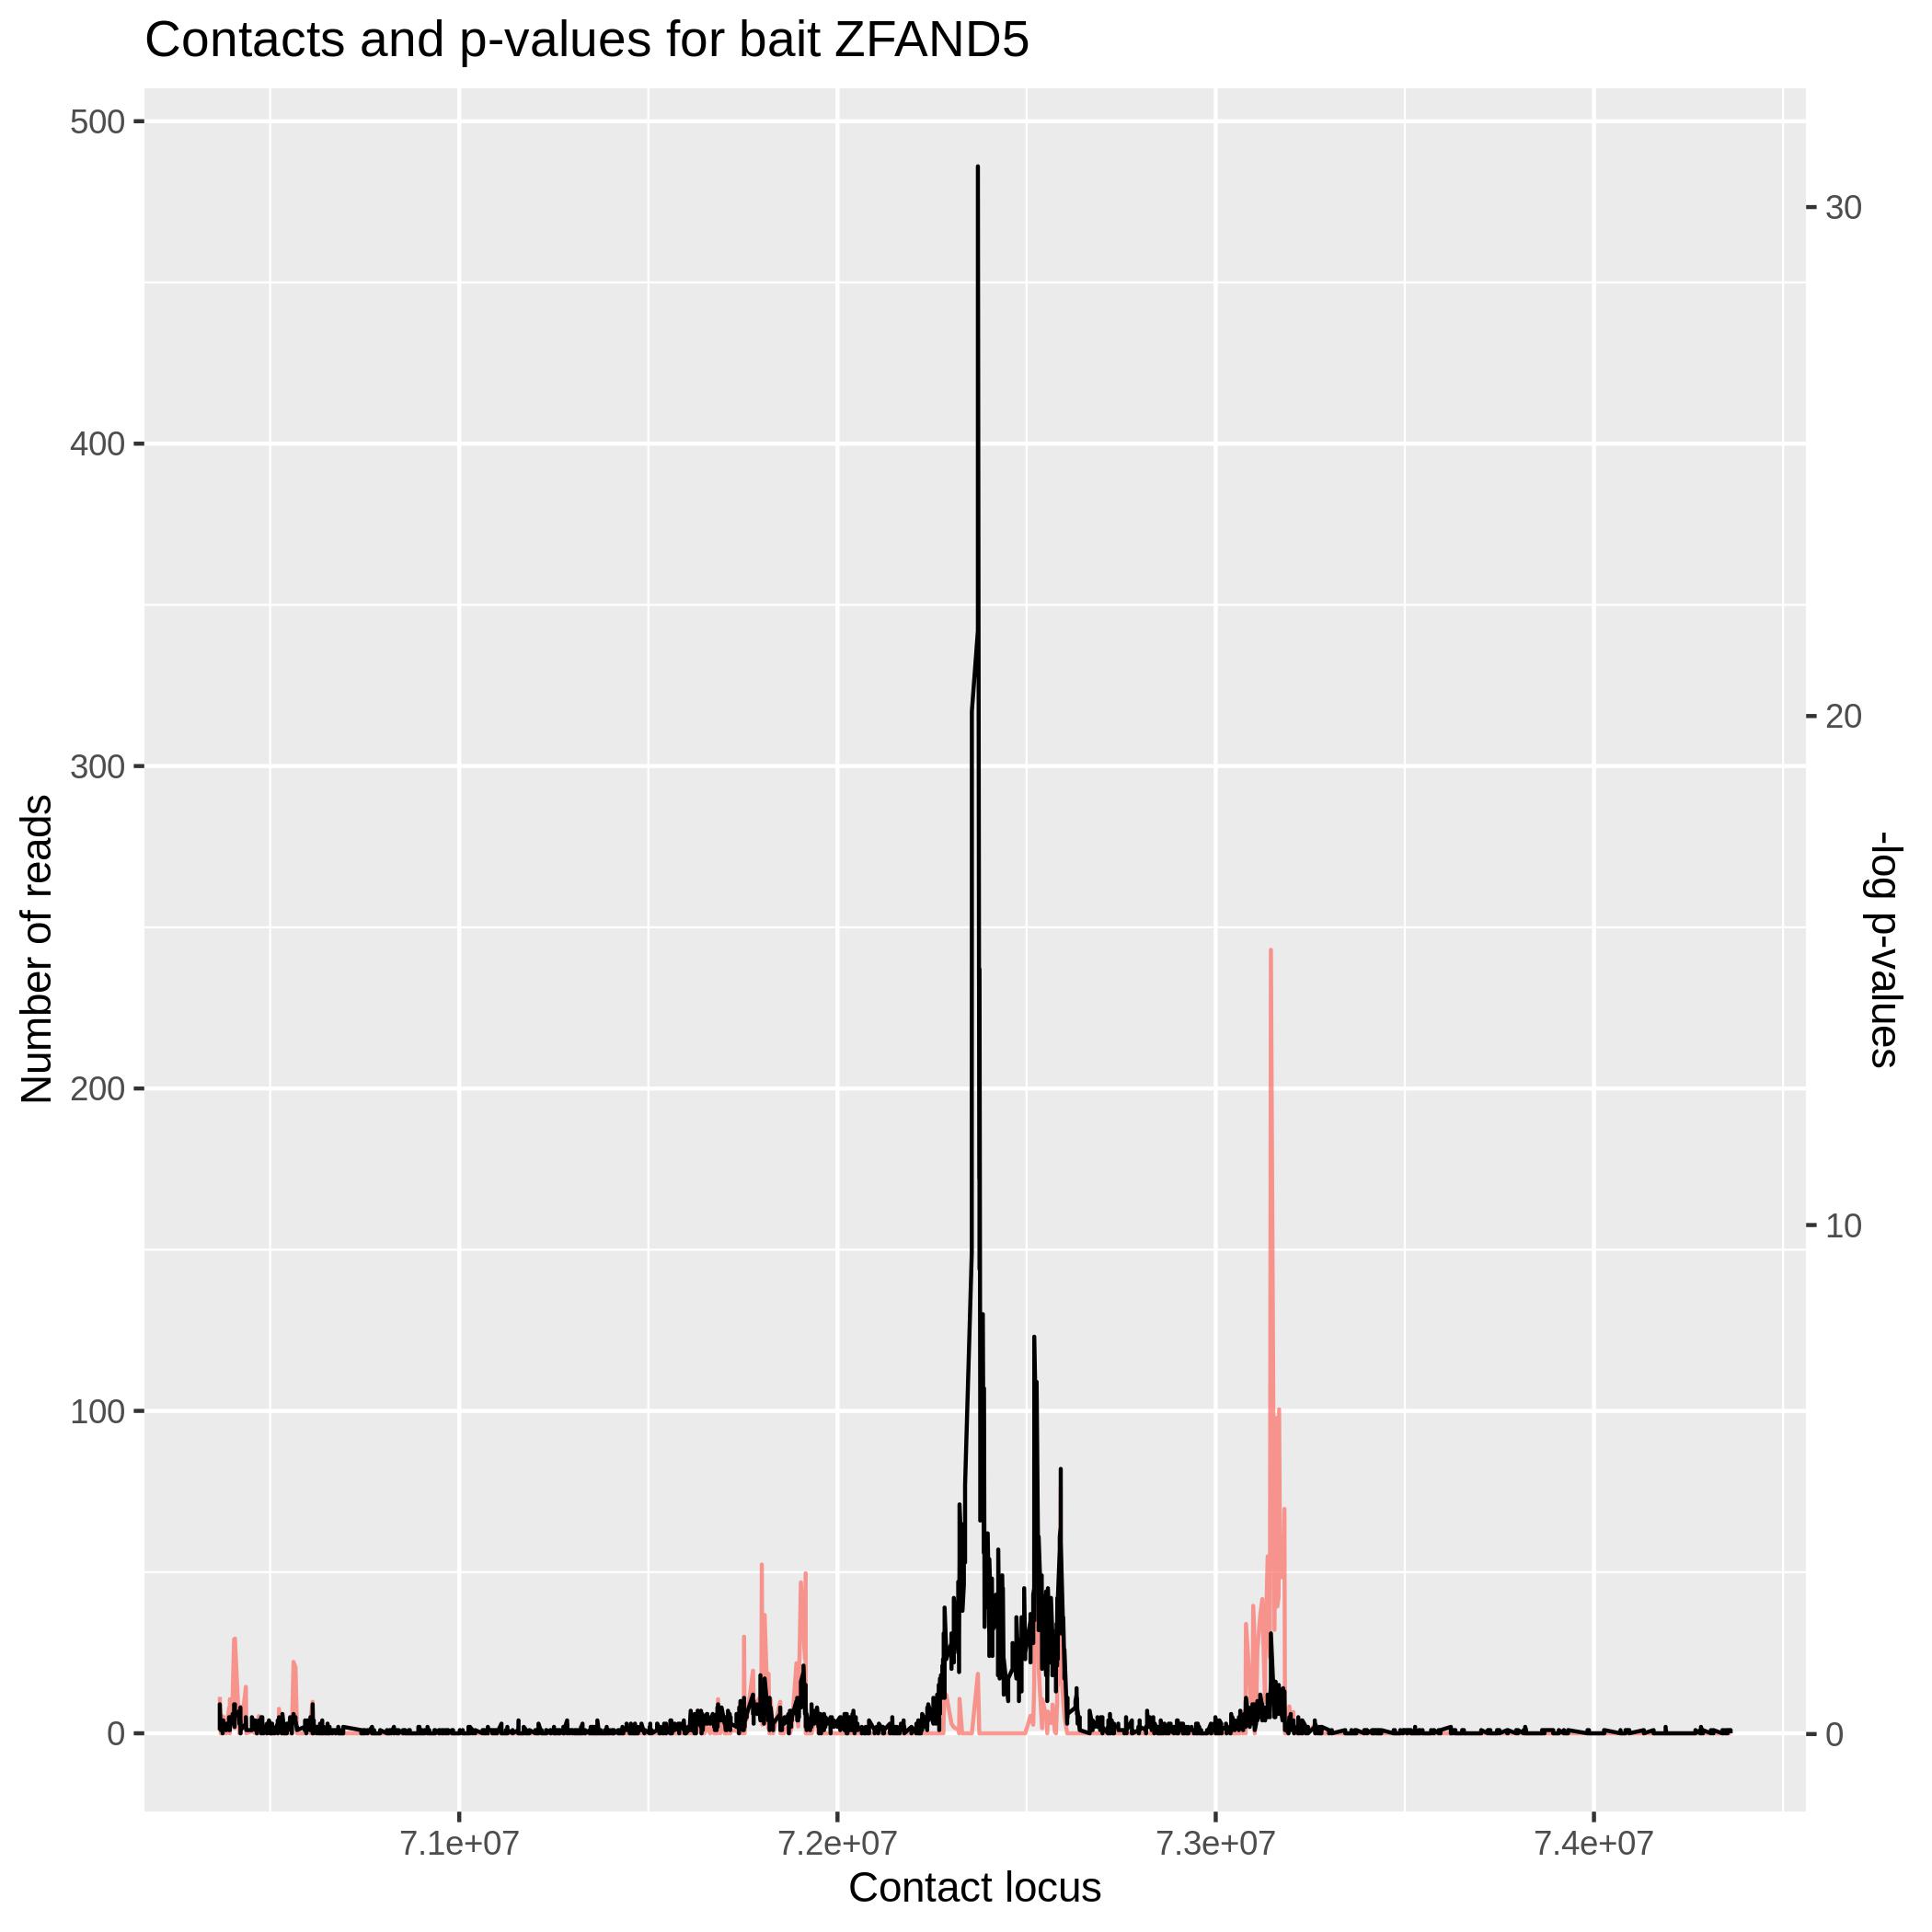 Contacts and p-values for bait ZFAND5
500
400
300
200
100
0
Number of reads
30
20
10
0
-log p-values
7.1e+07 7.2e+07 7.3e+07 7.4e+07
Contact locus